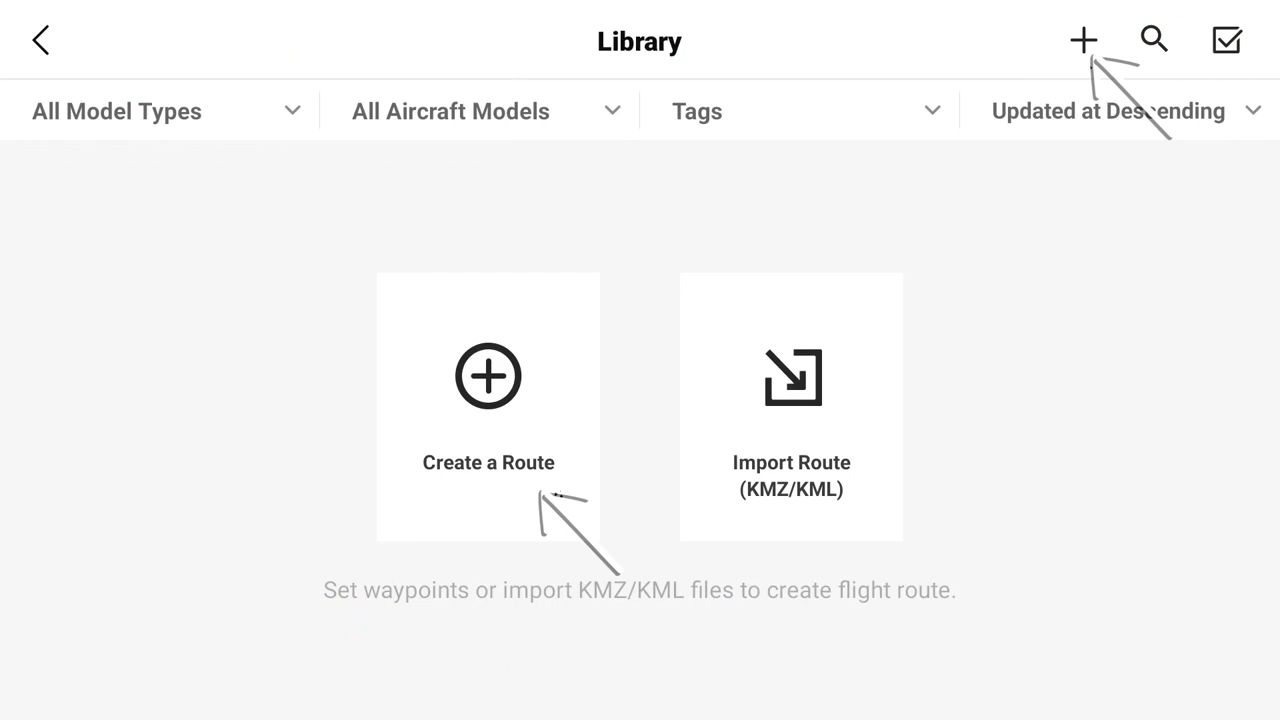 Library
All Model Types
All Aircraft Models
Tags
Updated at Descending
Create a Route
Import Route
(KMZ/KML)
Set waypoints or import KMZ/KML files to create flight route.